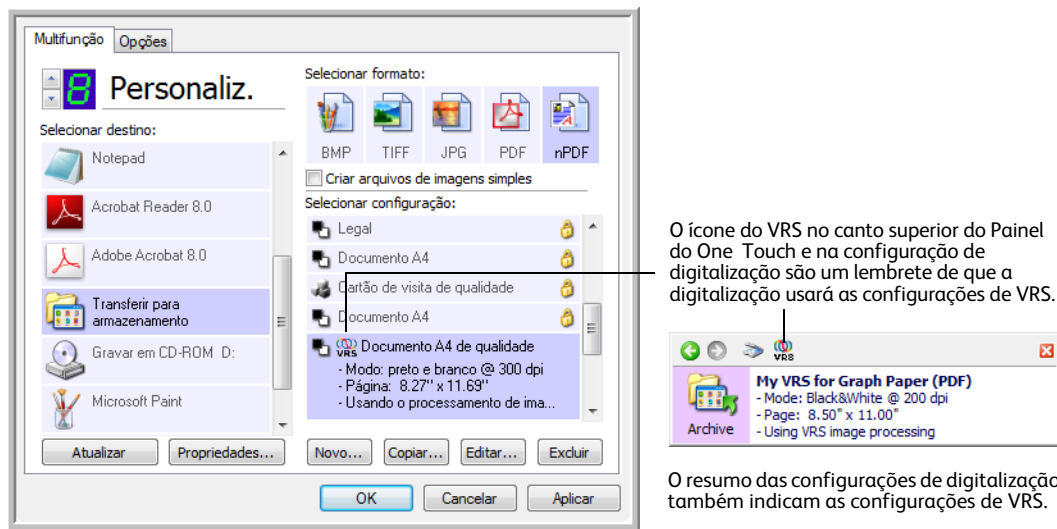 Multifunção Opções
8 Personaliz.
Selecionar destino:
Notepad
Acrobat Reader 8.0
Adobe Acrobat 8.0
Transferir para
armazenamento
Gravar em CD-ROM D:
Microsoft Paint
Atualizar Propriedades...
Selecionar formato:
BMP TIFF JPG PDF nPDF
Criar arquivos de imagens simples
Selecionar configuração:
Legal
Documento A4
Cartão de visita de qualidade
Documento A4
VRS Documento A4 de qualidade
- Modo: preto e branco @ 300 dpi
- Página: 8.27'' x 11.69''
- Usando o processamento de ima...
Novo... Copiar... Editar... Excluir
OK Cancelar Aplicar
O ícone do VRS no canto superior do Painel
do One Touch e na configuração de
digitalização são um lembrete de que a
digitalização usará as configurações de VRS.
VRS
My VRS for Graph Paper (PDF)
- Mode: Black&White @ 200 dpi
- Page: 8.50" x 11.00"
- Using VRS image processing
Archive
O resumo das configurações de digitalização
também indicam as configurações de VRS.